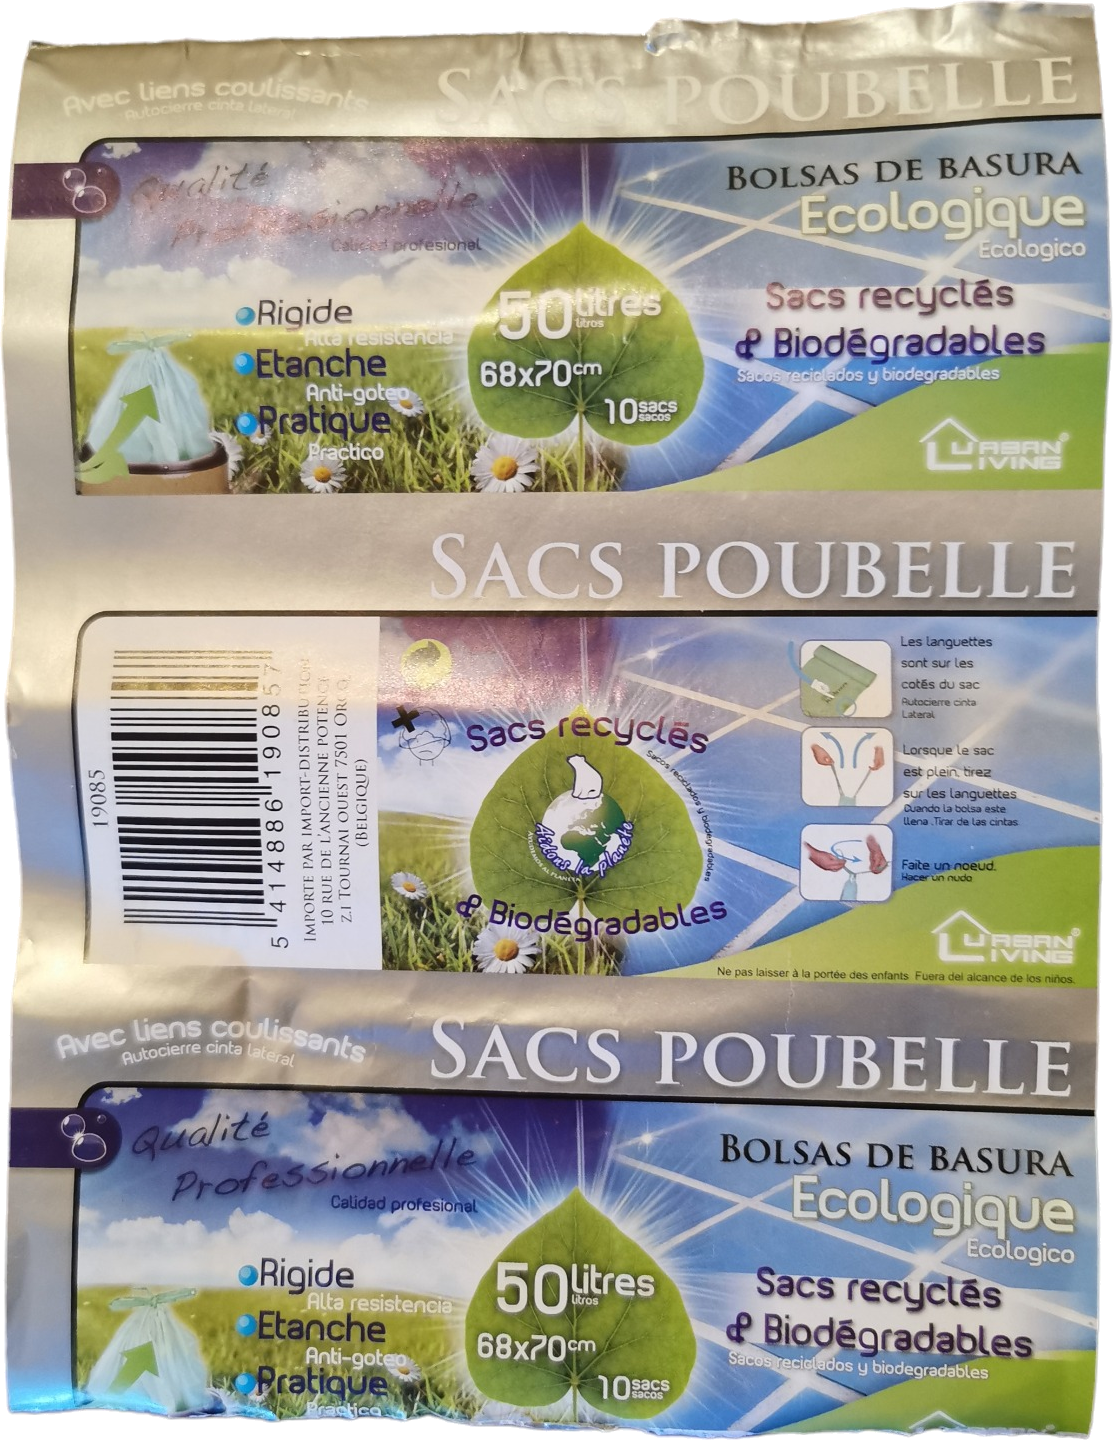 Avec liens coulissants
Autocierre cinta lateral
SACS POUBELLE
Qualité
Professionnelle
Calidad profesional
BOLSAS DE BASURA
Ecologique
Ecologico
Rigide
Alta resistencia
Etanche
Anti-goteo
Pratique
Practico
50 litres
litros
68x70cm
10 sacs
sacos
Sacs recyclés
& Biodégradables
Sacos reciclados y biodegradables
URBAN
LIVING
SACS POUBELLE
19085
5 414886 190857
IMPORTE PAR IMPORT-DISTRIBUTION
10 RUE DE L'ANCIENNE POTENCE
Z.I TOURNAI OUEST 7501 ORCQ
(BELGIQUE)
Sacs recyclés
Sacos reciclados y biodegradables
Aidons la planète
& Biodégradables
Les languettes
sont sur les
cotés du sac
Autocierre cinta
Lateral
Lorsque le sac
est plein, tirez
sur les languettes
Cuando la bolsa este
llena .Tirar de las cintas
Faite un noeud.
Hacer un nudo
URBAN
LIVING
Ne pas laisser à la portée des enfants Fuera del alcance de los niños.
Avec liens coulissants
Autocierre cinta lateral
SACS POUBELLE
Qualité
Professionnelle
Calidad profesional
BOLSAS DE BASURA
Ecologique
Ecologico
Rigide
Alta resistencia
Etanche
Anti-goteo
Pratique
Practico
50 litres
litros
68x70cm
10 sacs
sacos
Sacs recyclés
& Biodégradables
Sacos reciclados y biodegradables